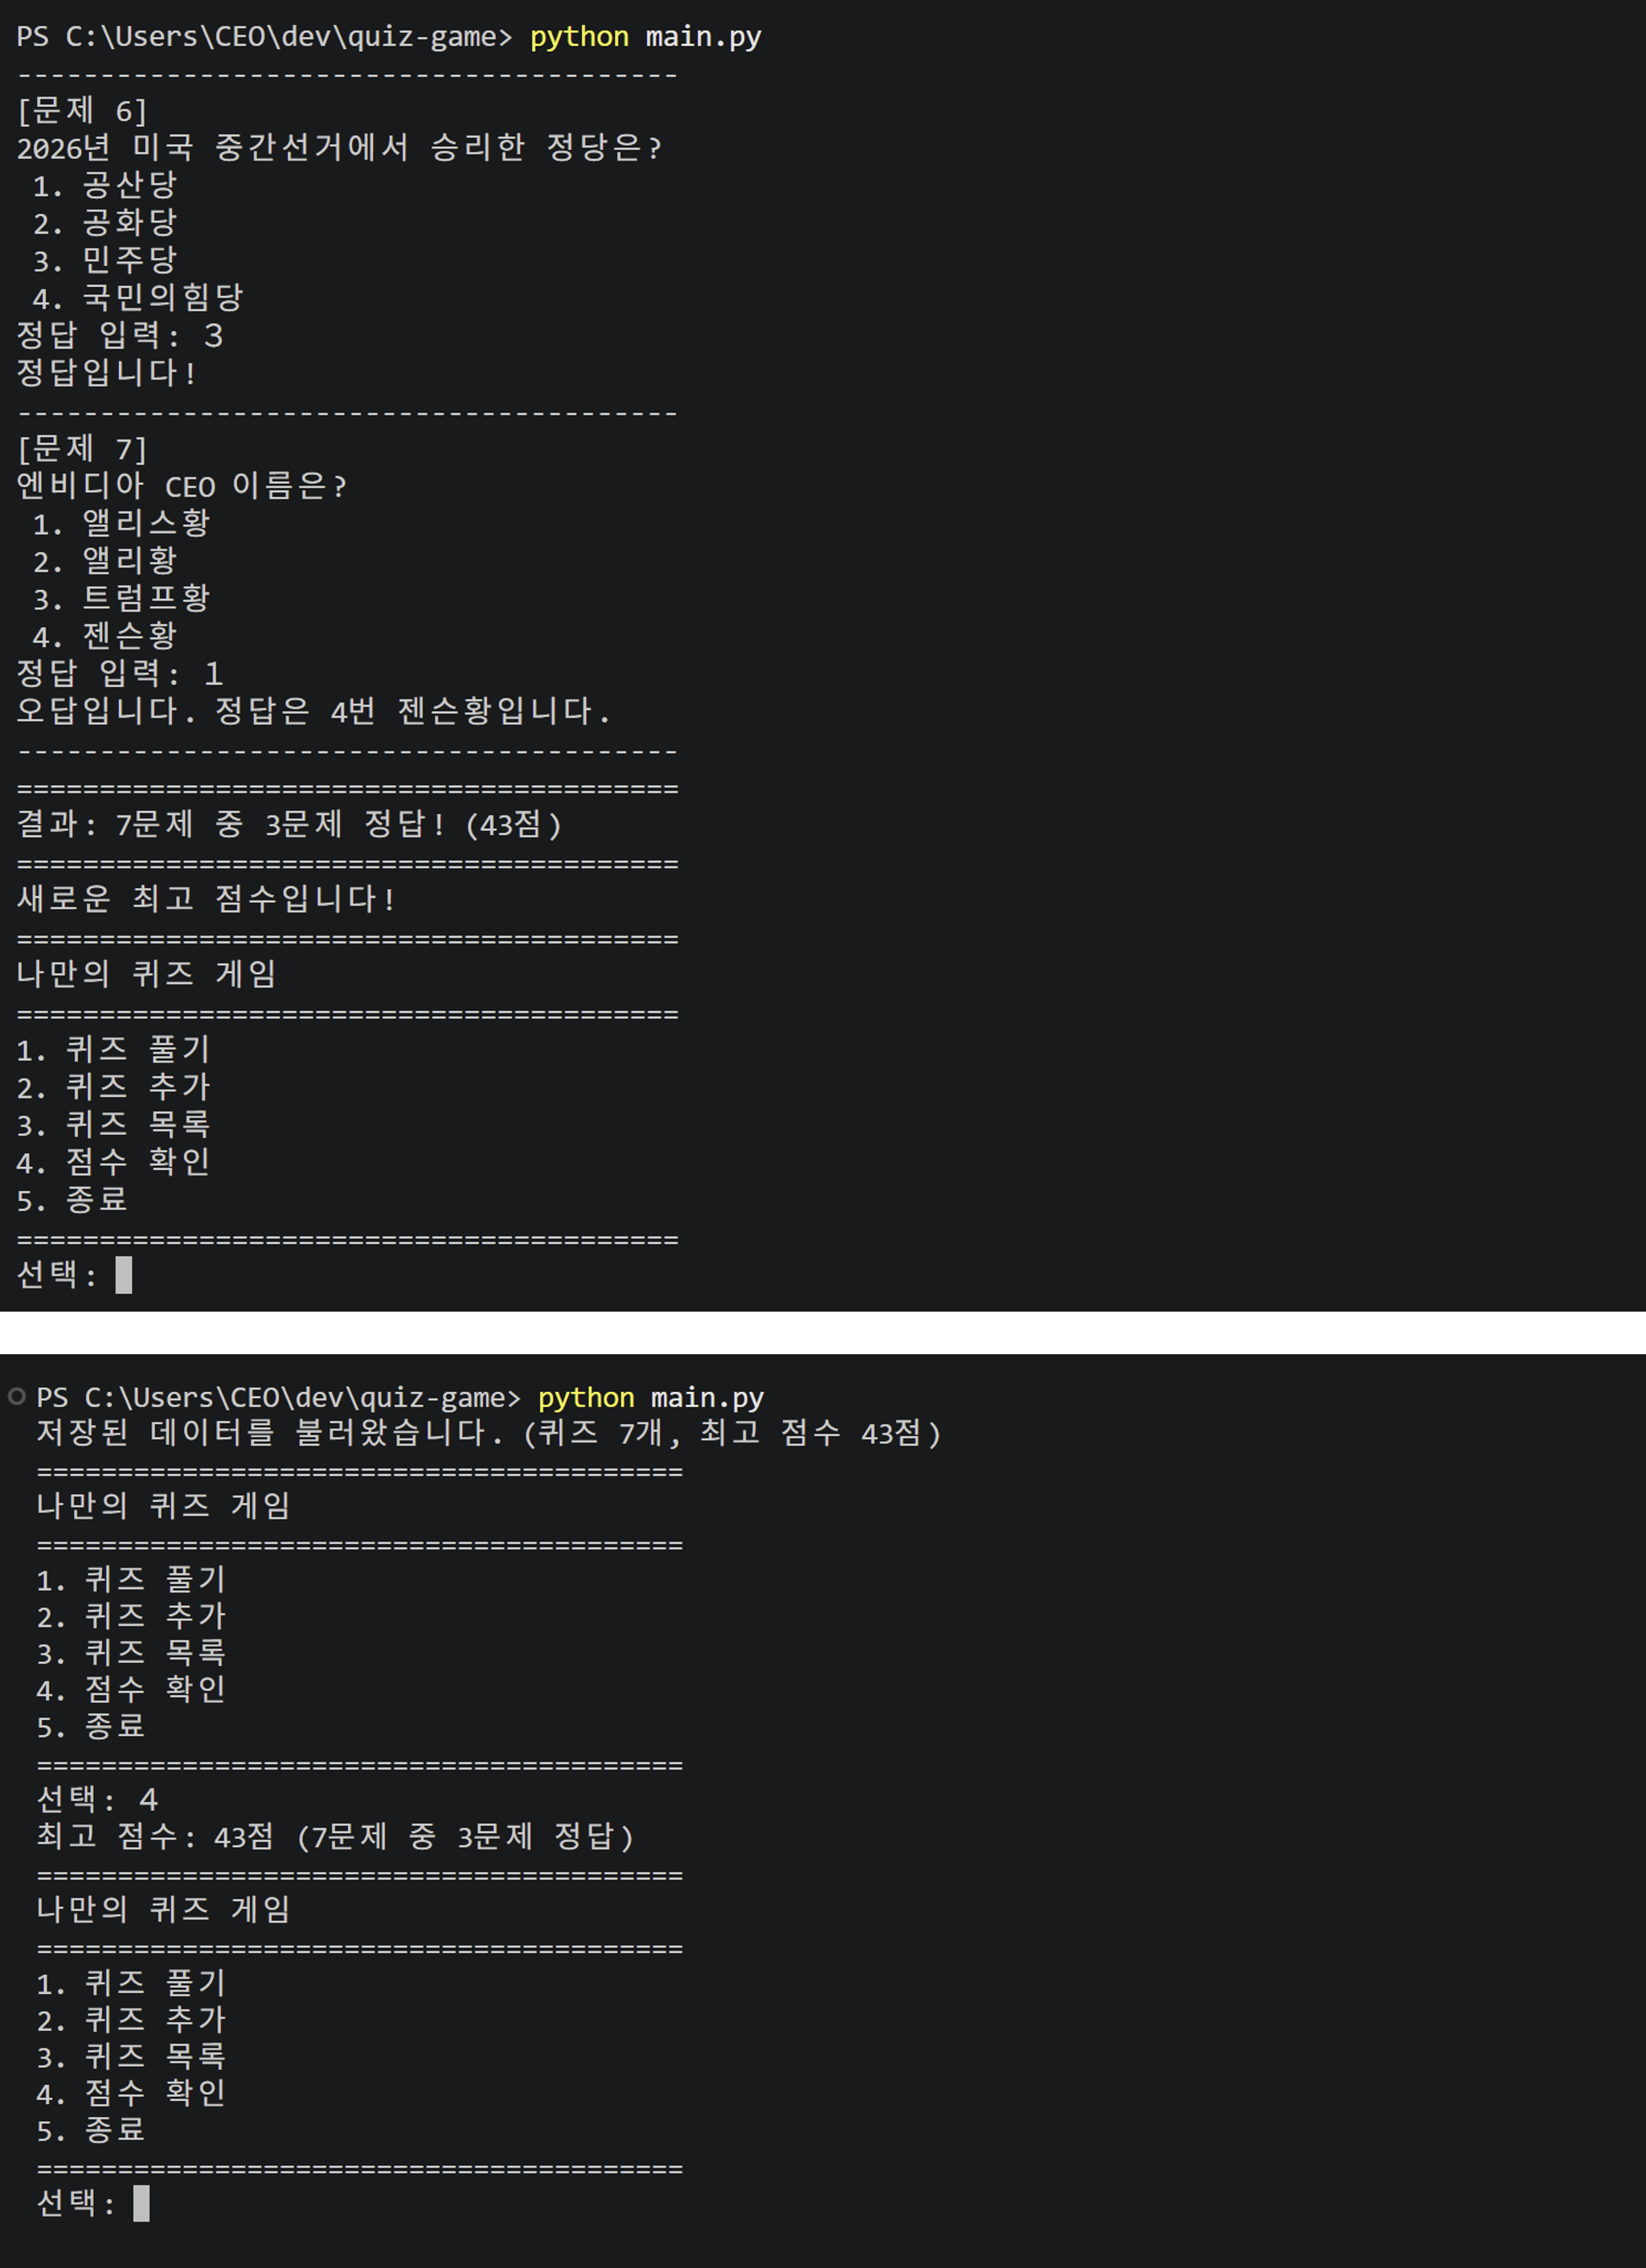 PS C:\Users\CEO\dev\quiz-game> python main.py
----------------------------------------
[문제 6]
2026년 미국 중간선거에서 승리한 정당은?
1. 공산당
2. 공화당
3. 민주당
4. 국민의힘당
정답 입력: 3
정답입니다!
----------------------------------------
[문제 7]
엔비디아 CEO 이름은?
1. 앨리스황
2. 앨리황
3. 트럼프황
4. 젠슨황
정답 입력: 1
오답입니다. 정답은 4번 젠슨황입니다.
----------------------------------------
========================================
결과: 7문제 중 3문제 정답! (43점)
========================================
새로운 최고 점수입니다!
========================================
나만의 퀴즈 게임
========================================
1. 퀴즈 풀기
2. 퀴즈 추가
3. 퀴즈 목록
4. 점수 확인
5. 종료
========================================
선택:
PS C:\Users\CEO\dev\quiz-game> python main.py
저장된 데이터를 불러왔습니다. (퀴즈 7개, 최고 점수 43점)
========================================
나만의 퀴즈 게임
========================================
1. 퀴즈 풀기
2. 퀴즈 추가
3. 퀴즈 목록
4. 점수 확인
5. 종료
========================================
선택: 4
최고 점수: 43점 (7문제 중 3문제 정답)
========================================
나만의 퀴즈 게임
========================================
1. 퀴즈 풀기
2. 퀴즈 추가
3. 퀴즈 목록
4. 점수 확인
5. 종료
========================================
선택: